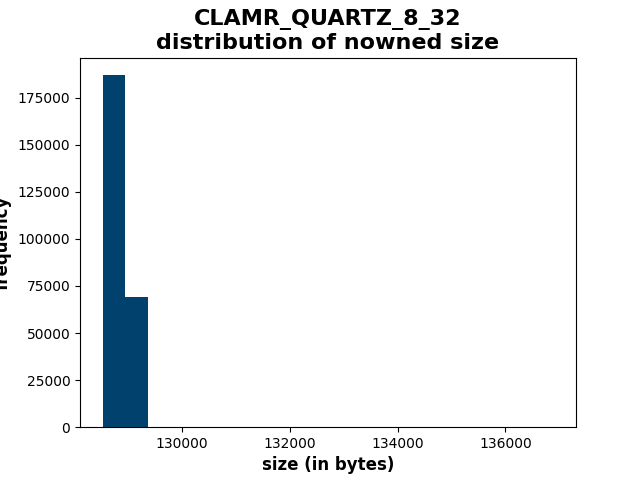 CLAMR_QUARTZ_8_32
distribution of nowned size
175000
150000
125000
100000
75000
50000
25000
0
frequency
130000 132000 134000 136000
size (in bytes)